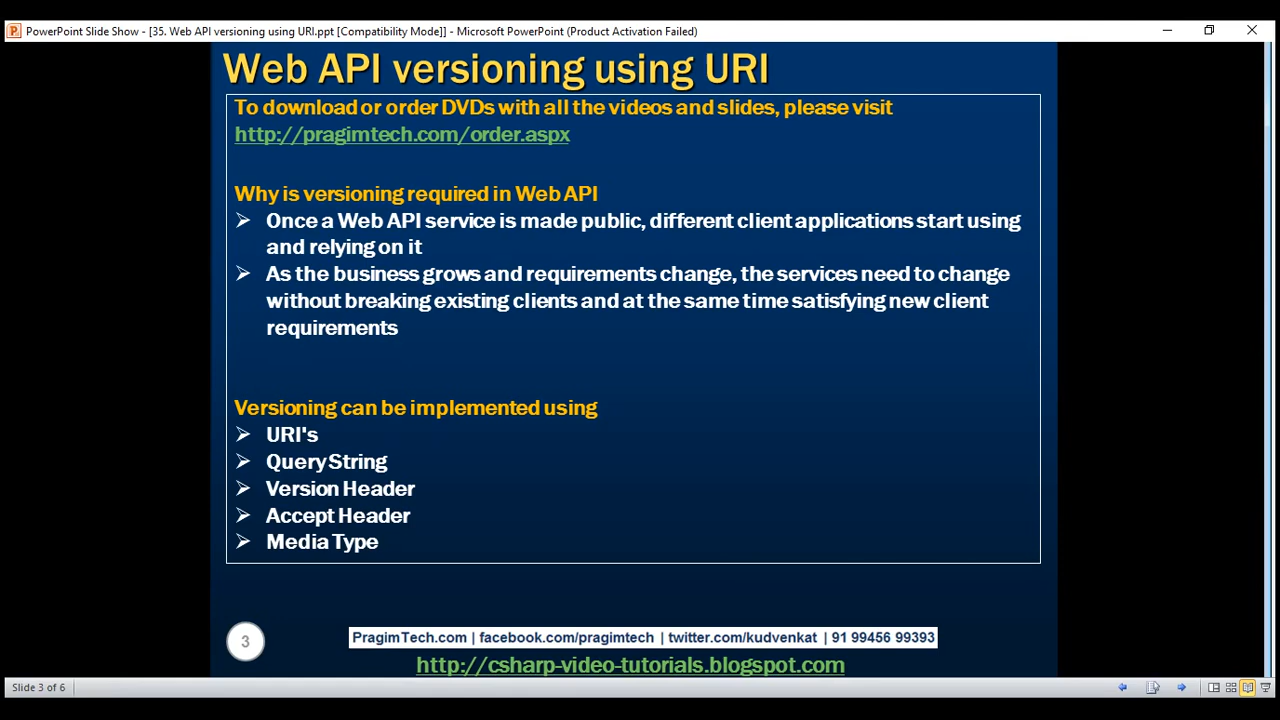 PowerPoint Slide Show - [35. Web API versioning using URI.ppt [Compatibility Mode]] - Microsoft PowerPoint (Product Activation Failed)
Web API versioning using URI
To download or order DVDs with all the videos and slides, please visit
http://pragimtech.com/order.aspx
Why is versioning required in Web API
Once a Web API service is made public, different client applications start using
and relying on it
As the business grows and requirements change, the services need to change
without breaking existing clients and at the same time satisfying new client
requirements
Versioning can be implemented using
URI's
Query String
Version Header
Accept Header
Media Type
3
PragimTech.com | facebook.com/pragimtech | twitter.com/kudvenkat | 91 99456 99393
http://csharp-video-tutorials.blogspot.com
Slide 3 of 6